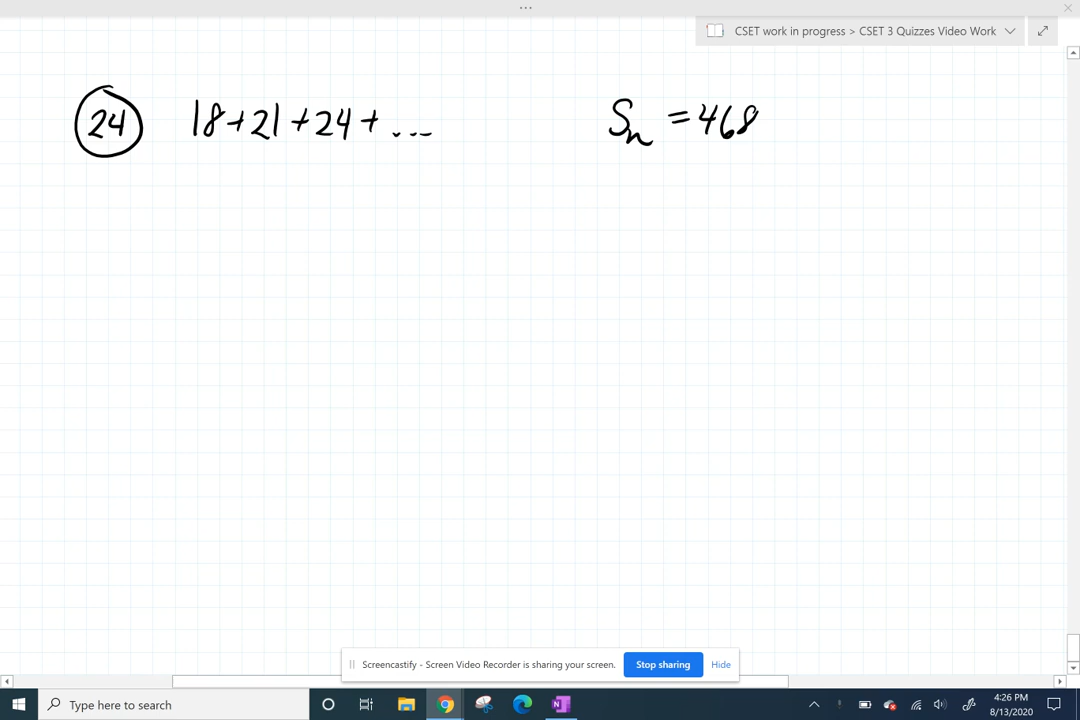 ...
CSET work in progress > CSET 3 Quizzes Video Work
24 18+21+24+... Sn = 468
Screencastify - Screen Video Recorder is sharing your screen. Stop sharing Hide
Type here to search
4:26 PM
8/13/2020